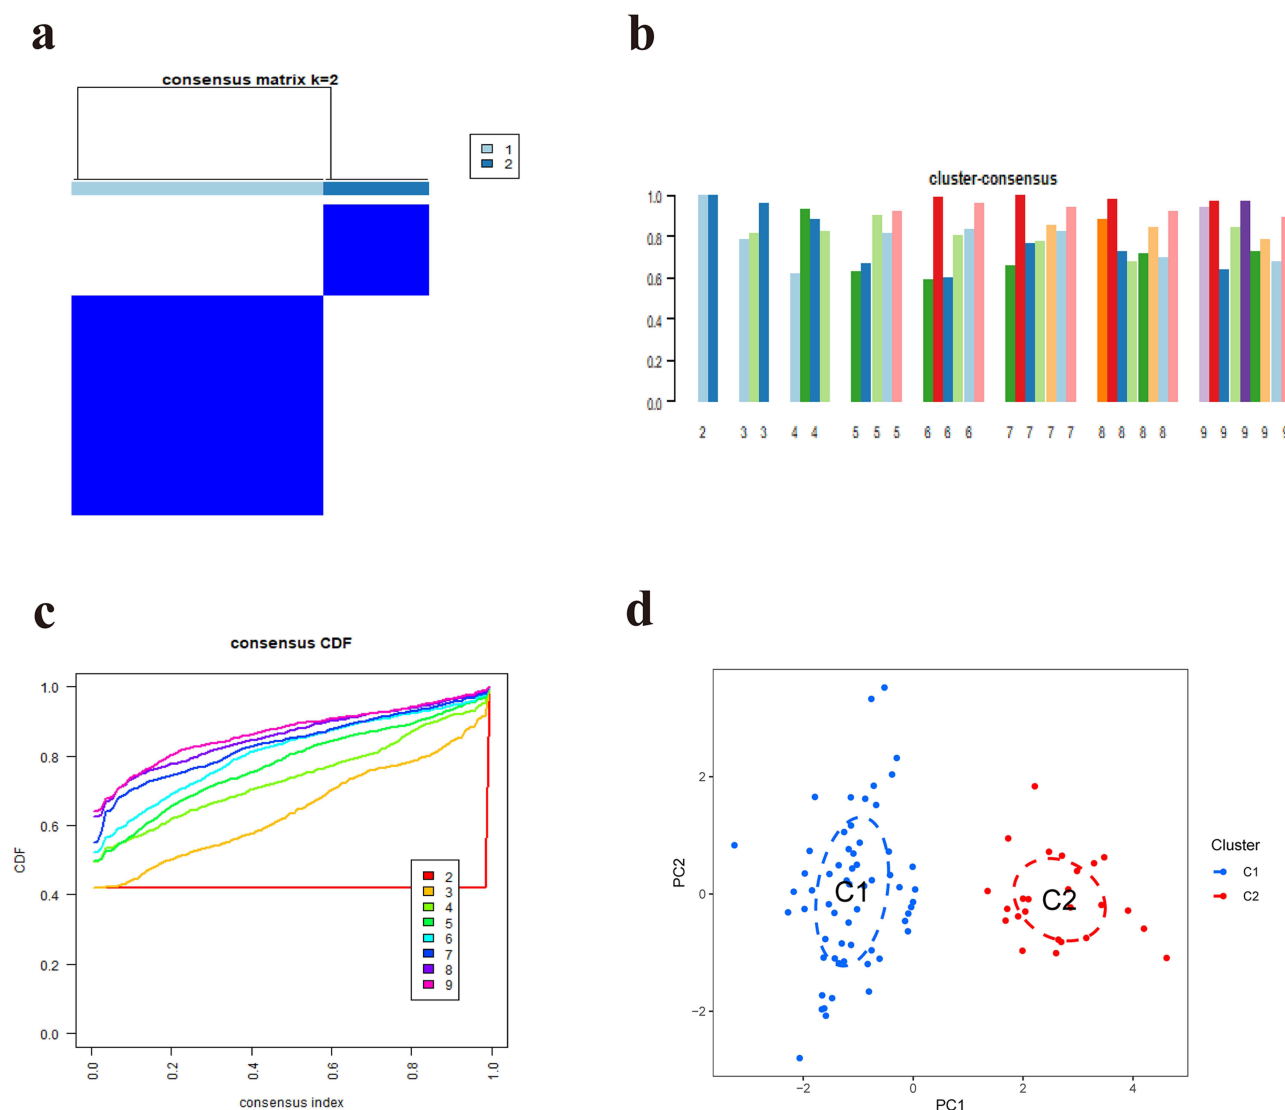 a
consensus matrix k=2
1
2
b
cluster-consensus
1.0
0.8
0.6
0.4
0.2
0.0
2 3 3 4 4 5 5 5 6 6 6 7 7 7 7 8 8 8 8 9 9 9 9 9
c
consensus CDF
1.0
0.8
0.6
0.4
0.2
0.0
CDF
2
3
4
5
6
7
8
9
0.0 0.2 0.4 0.6 0.8 1.0
consensus index
d
2
0
−2
PC2
C1
C2
Cluster
C1
C2
−2 0 2 4
PC1